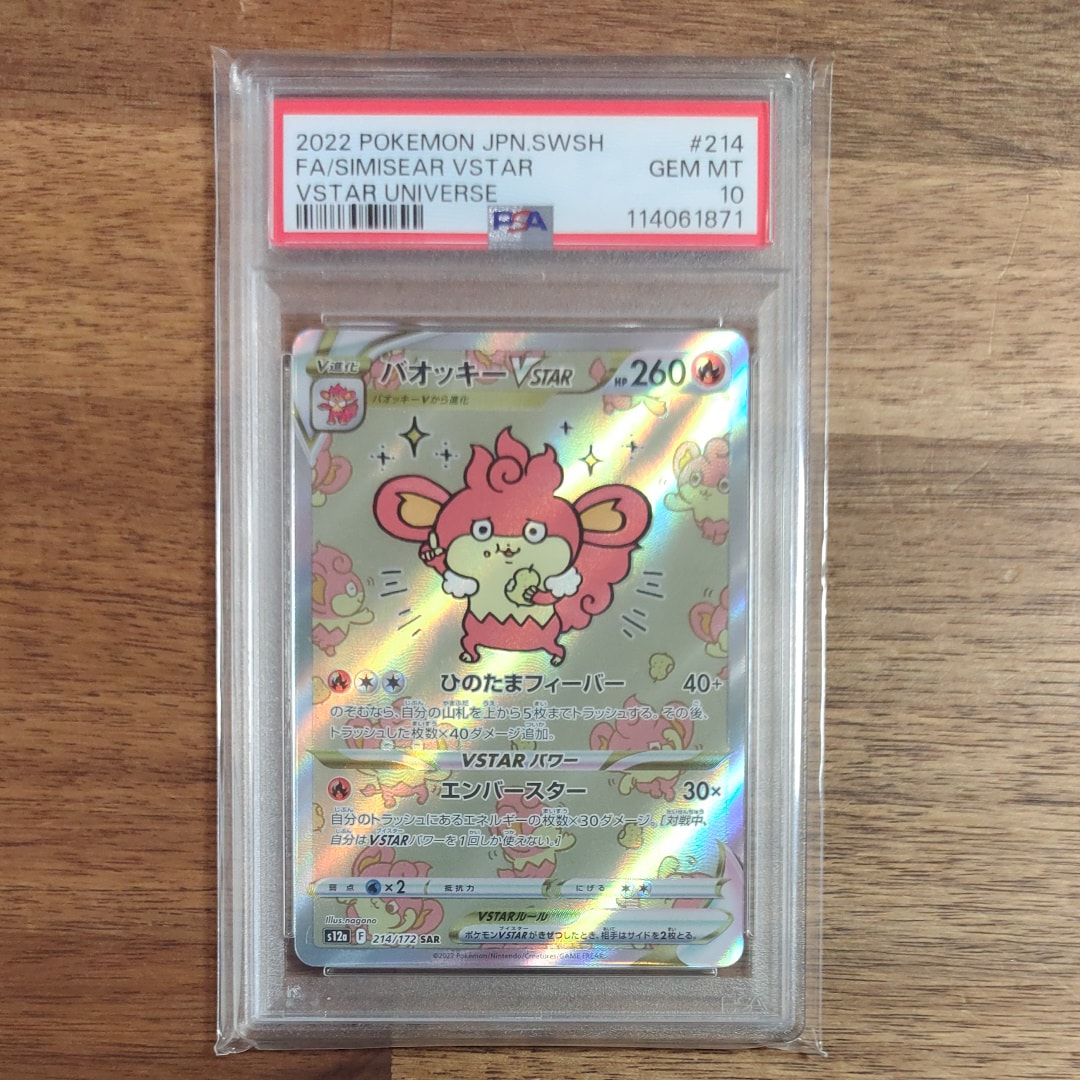 2022 POKEMON JPN.SWSH #214
FA/SIMISEAR VSTAR GEM MT
VSTAR UNIVERSE 10
PSA 114061871
V進化 バオッキーVSTAR HP 260
バオッキーVから進化
ひのたまフィーバー 40+
のぞむなら、自分の山札を上から5枚までトラッシュする。その後、
トラッシュした枚数×40ダメージ追加。
VSTARパワー
エンバースター 30×
自分のトラッシュにあるエネルギーの枚数×30ダメージ。[対戦中、
自分はVSTARパワーを1回しか使えない。]
弱点 ×2 抵抗力 にげる
Illus.nagano VSTARルール
s12a F 214/172 SAR ポケモンVSTARがきぜつしたとき、相手はサイドを2枚とる。
©2022 Pokémon/Nintendo/Creatures/GAME FREAK.